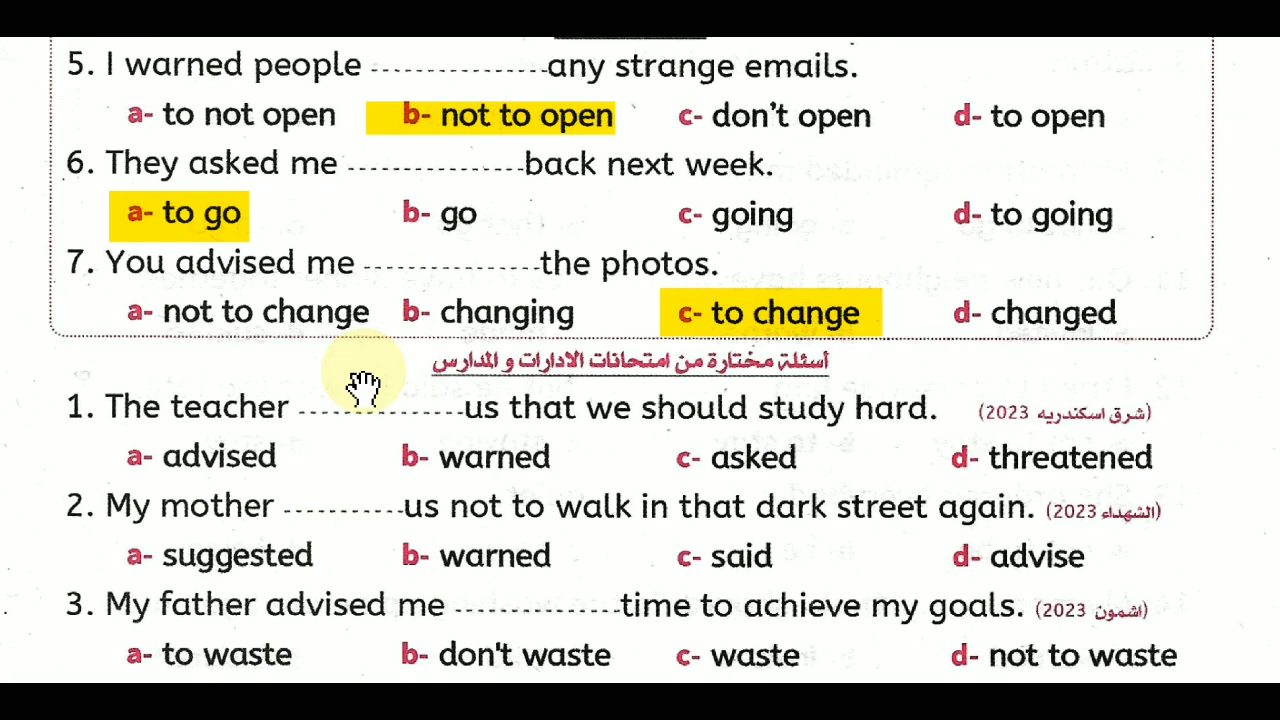 5. I warned people ..................any strange emails.
a- to not open b- not to open c- don't open d- to open
6. They asked me ..................back next week.
a- to go b- go c- going d- to going
7. You advised me ..................the photos.
a- not to change b- changing c- to change d- changed
أسئلة مختارة من امتحانات الادارات و المدارس
1. The teacher ..................us that we should study hard. (شرق اسكندريه 2023)
a- advised b- warned c- asked d- threatened
2. My mother .............us not to walk in that dark street again. (الشهداء 2023)
a- suggested b- warned c- said d- advise
3. My father advised me ..................time to achieve my goals. (اشمون 2023)
a- to waste b- don't waste c- waste d- not to waste